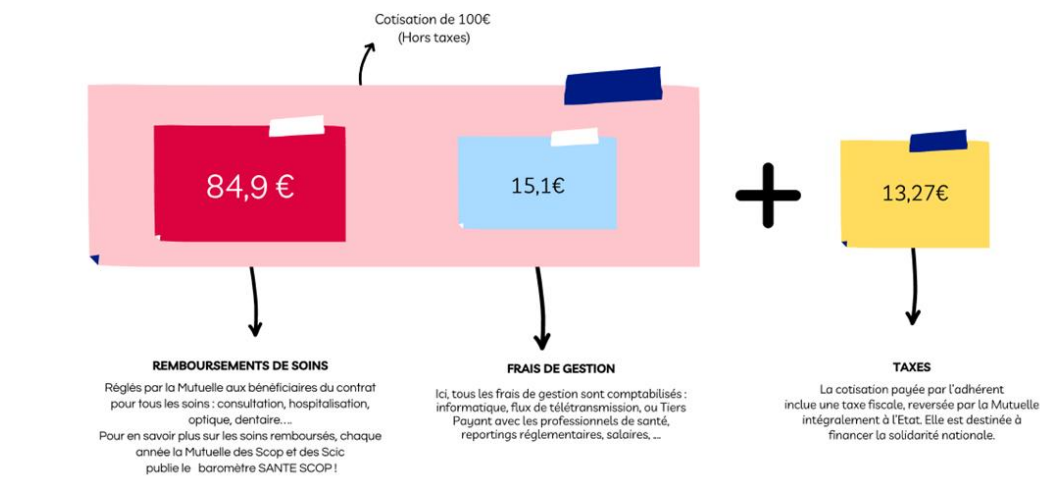 Cotisation de 100€
(Hors taxes)
84,9 €
15,1€
13,27€
REMBOURSEMENTS DE SOINS
Réglés par la Mutuelle aux bénéficiaires du contrat
pour tous les soins : consultation, hospitalisation,
optique, dentaire....
Pour en savoir plus sur les soins remboursés, chaque
année la Mutuelle des Scop et des Scic
publie le baromètre SANTE SCOP !
FRAIS DE GESTION
Ici, tous les frais de gestion sont comptabilisés :
informatique, flux de télétransmission, ou Tiers
Payant avec les professionnels de santé,
reportings réglementaires, salaires, ...
TAXES
La cotisation payée par l'adhérent
inclue une taxe fiscale, reversée par la Mutuelle
intégralement à l'Etat. Elle est destinée à
financer la solidarité nationale.